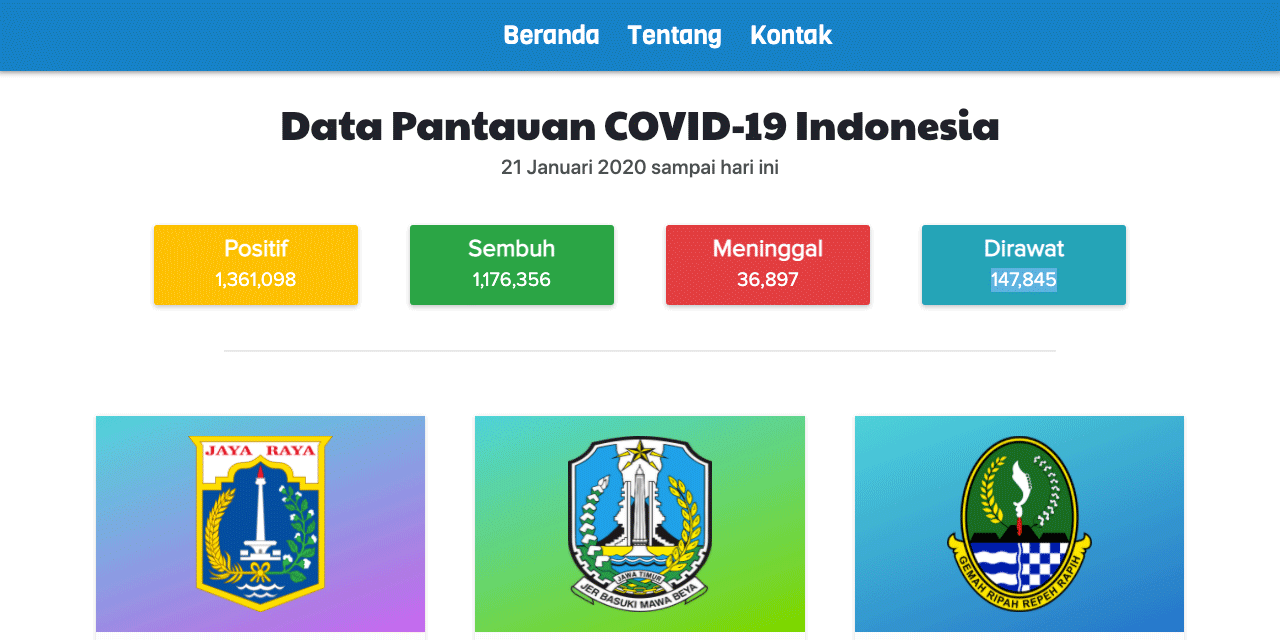 Beranda Tentang Kontak
Data Pantauan COVID-19 Indonesia
21 Januari 2020 sampai hari ini
Positif
1,361,098
Sembuh
1,176,356
Meninggal
36,897
Dirawat
147,845
JAYA RAYA
JAWA TIMUR
JER BASUKI MAWA BEYA
GEMAH RIPAH REPEH RAPIH